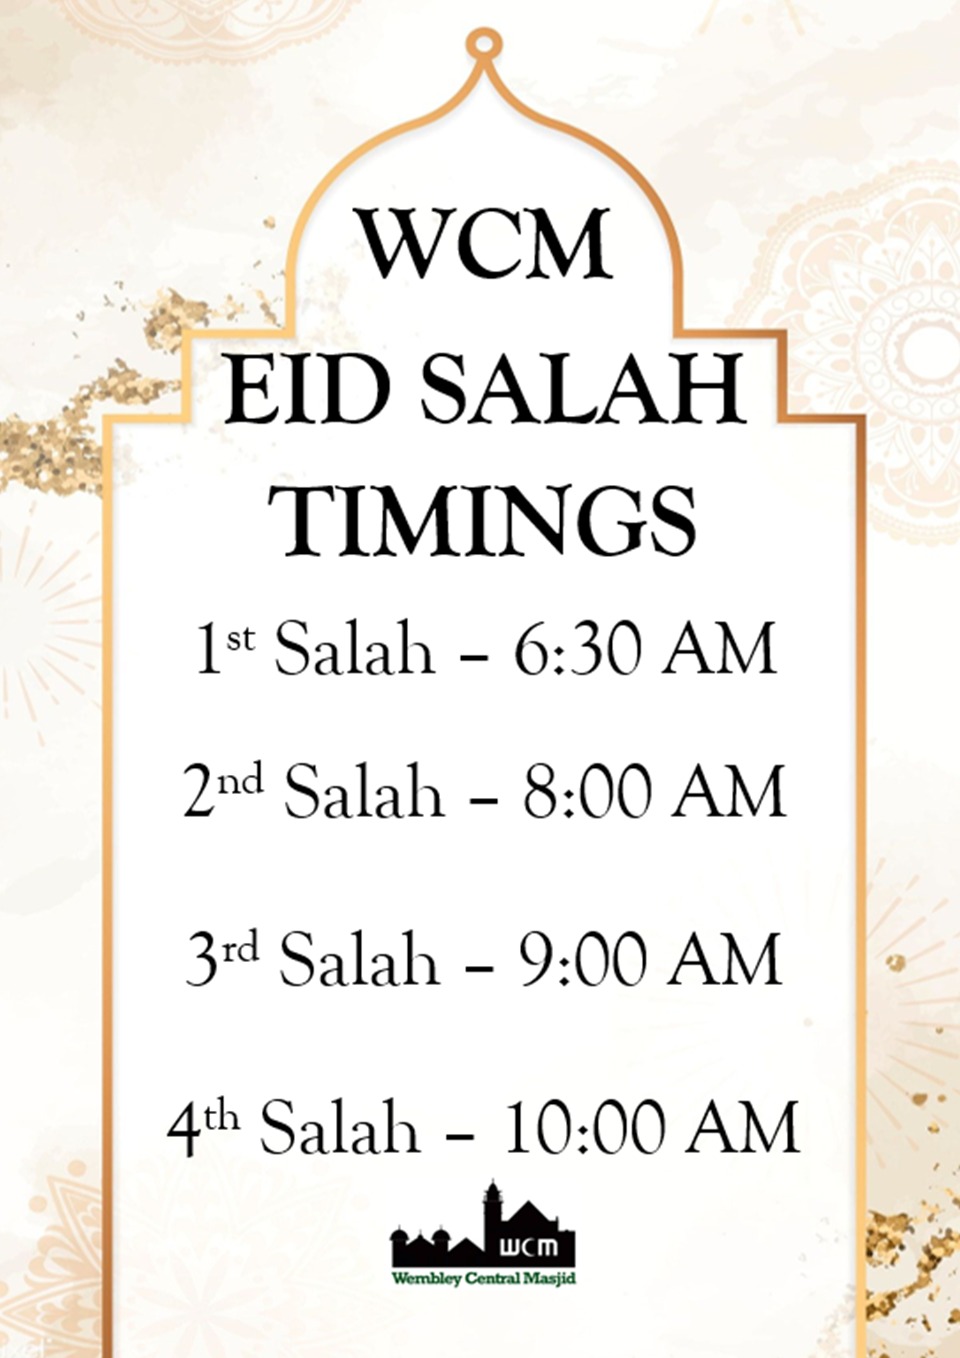 WCM
EID SALAH
TIMINGS
1st Salah – 6:30 AM
2nd Salah – 8:00 AM
3rd Salah – 9:00 AM
4th Salah – 10:00 AM
WCM
Wembley Central Masjid